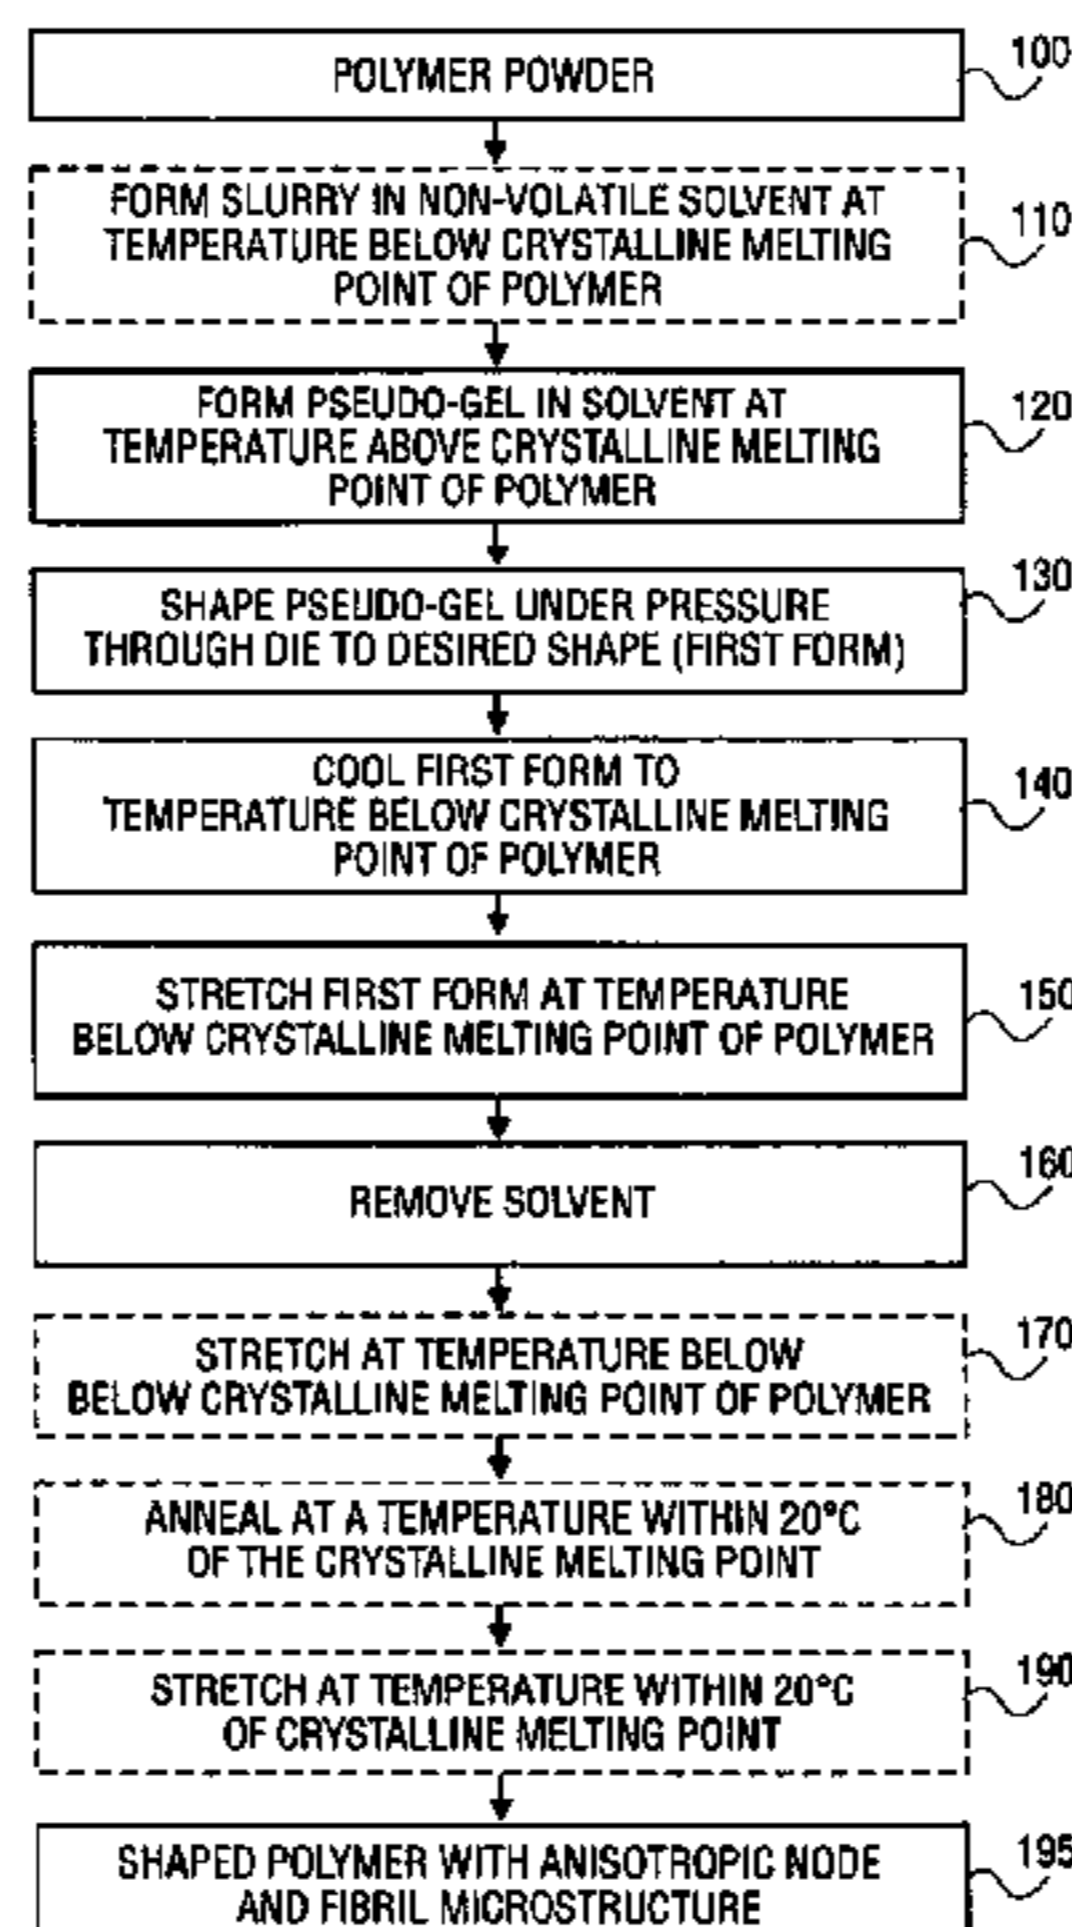 POLYMER POWDER
100
FORM SLURRY IN NON-VOLATILE SOLVENT AT
TEMPERATURE BELOW CRYSTALLINE MELTING
POINT OF POLYMER
110
FORM PSEUDO-GEL IN SOLVENT AT
TEMPERATURE ABOVE CRYSTALLINE MELTING
POINT OF POLYMER
120
SHAPE PSEUDO-GEL UNDER PRESSURE
THROUGH DIE TO DESIRED SHAPE (FIRST FORM)
130
COOL FIRST FORM TO
TEMPERATURE BELOW CRYSTALLINE MELTING
POINT OF POLYMER
140
STRETCH FIRST FORM AT TEMPERATURE
BELOW CRYSTALLINE MELTING POINT OF POLYMER
150
REMOVE SOLVENT
160
STRETCH AT TEMPERATURE BELOW
BELOW CRYSTALLINE MELTING POINT OF POLYMER
170
ANNEAL AT A TEMPERATURE WITHIN 20°C
OF THE CRYSTALLINE MELTING POINT
180
STRETCH AT TEMPERATURE WITHIN 20°C
OF CRYSTALLINE MELTING POINT
190
SHAPED POLYMER WITH ANISOTROPIC NODE
AND FIBRIL MICROSTRUCTURE
195